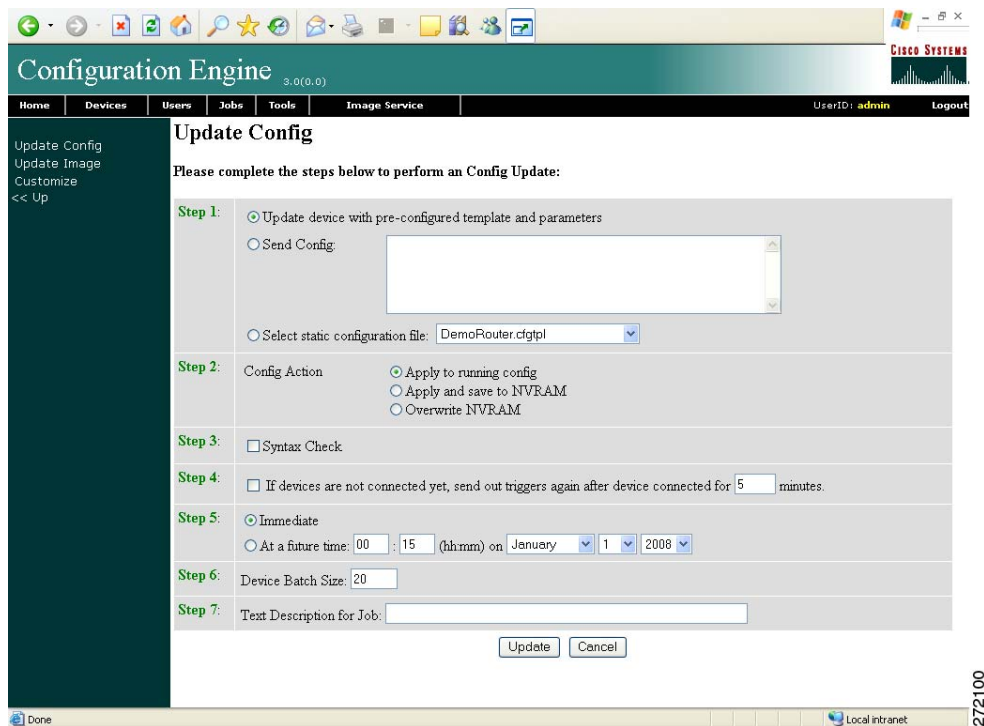 CISCO SYSTEMS
Configuration Engine 3.0(0.0)
Home Devices Users Jobs Tools Image Service UserID: admin Logout
Update Config
Update Image
Customize
<< Up
Update Config
Please complete the steps below to perform an Config Update:
Step 1: Update device with pre-configured template and parameters
Send Config:
Select static configuration file: DemoRouter.cfgtpl
Step 2: Config Action Apply to running config
Apply and save to NVRAM
Overwrite NVRAM
Step 3: Syntax Check
Step 4: If devices are not connected yet, send out triggers again after device connected for 5 minutes.
Step 5: Immediate
At a future time: 00 : 15 (hh:mm) on January 1 2008
Step 6: Device Batch Size: 20
Step 7: Text Description for Job:
Update Cancel
Done Local intranet
272100